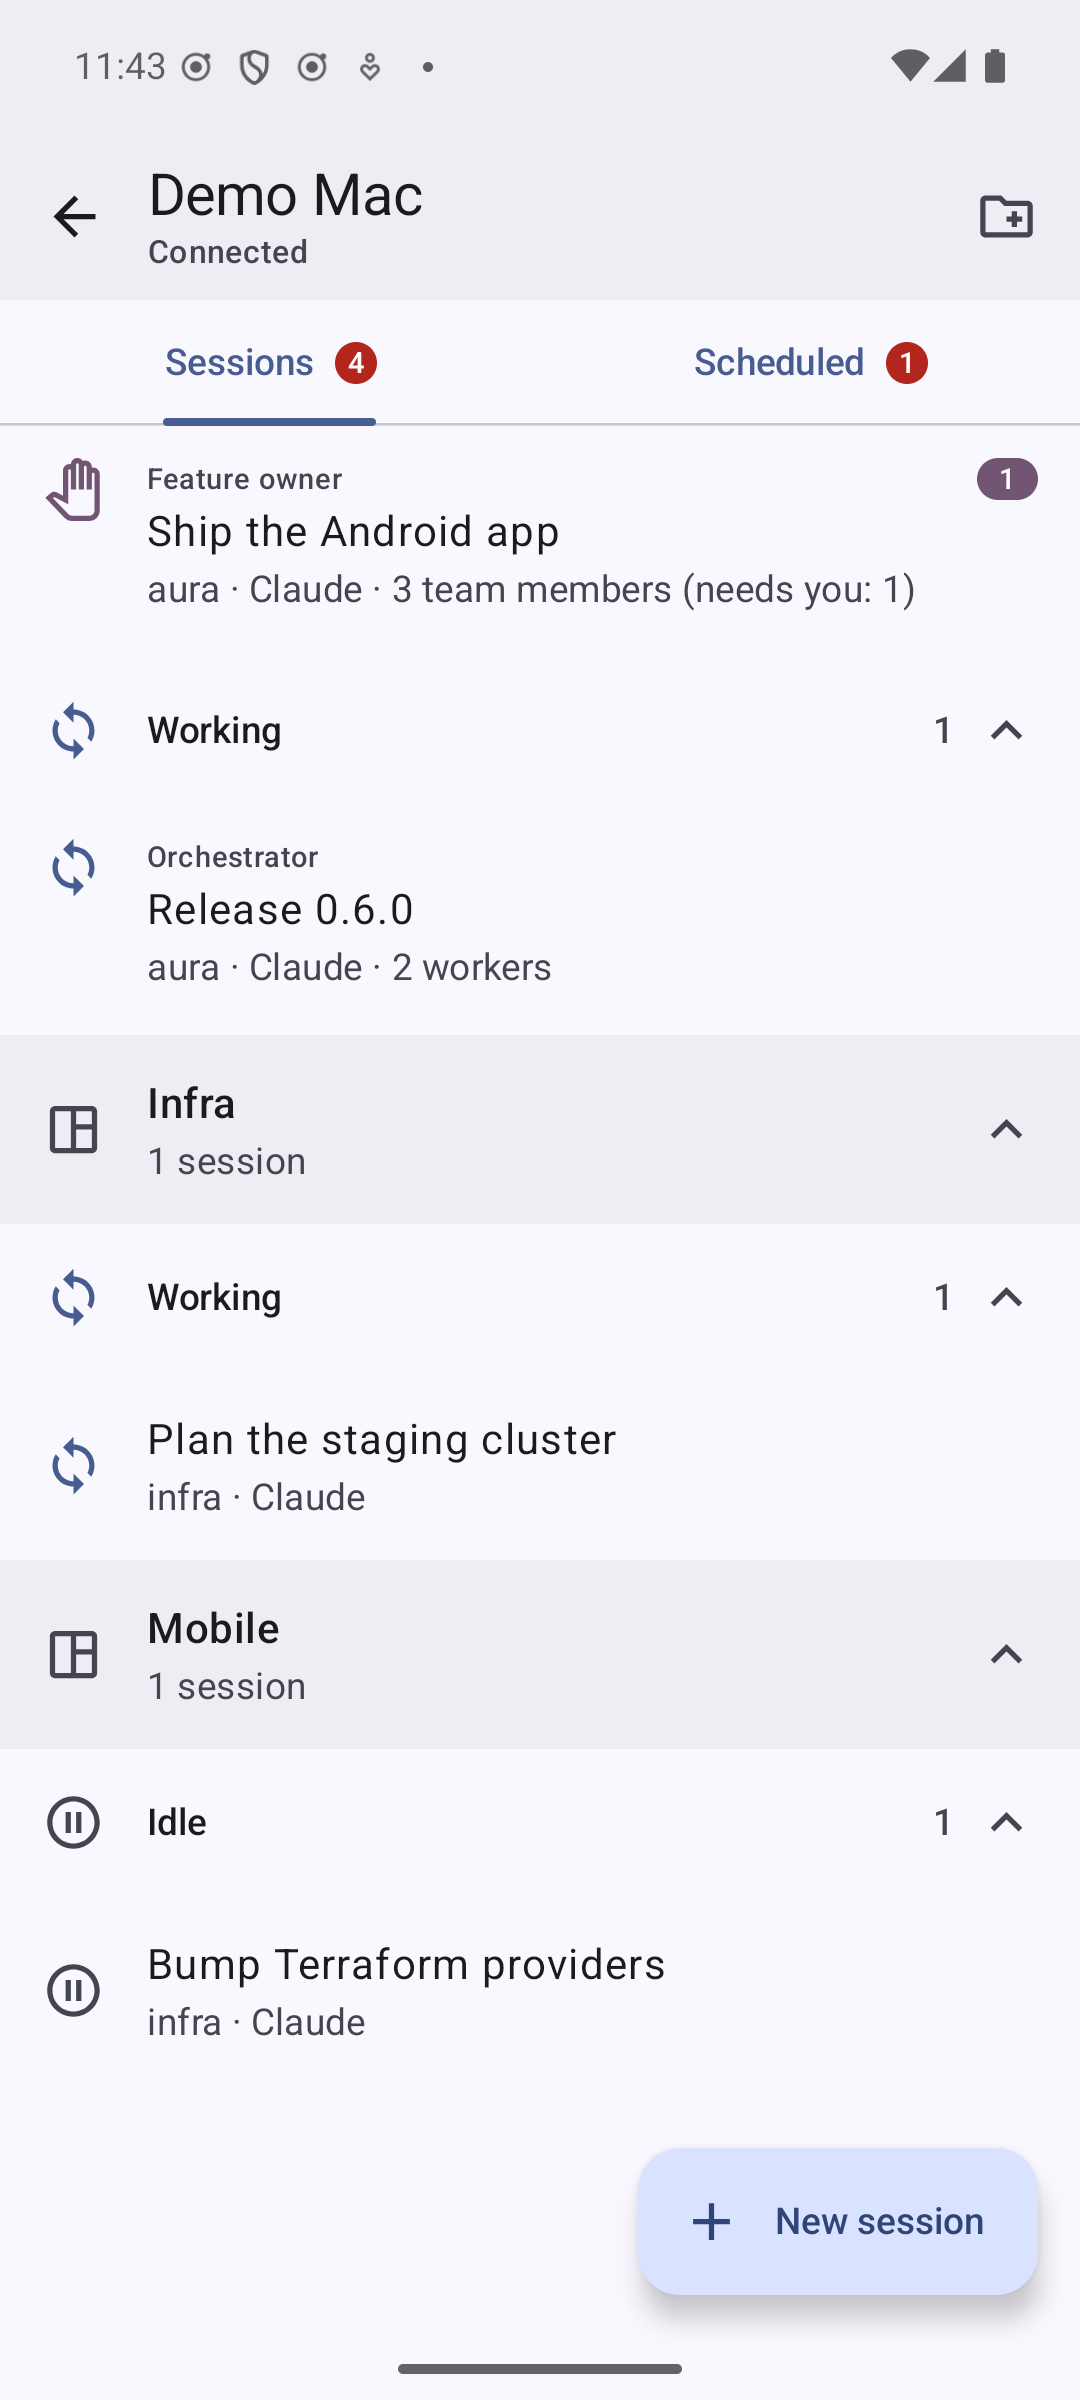 11:43
Demo Mac
Connected
Sessions 4
Scheduled 1
Feature owner
1
Ship the Android app
aura · Claude · 3 team members (needs you: 1)
Working 1
Orchestrator
Release 0.6.0
aura · Claude · 2 workers
Infra
1 session
Working 1
Plan the staging cluster
infra · Claude
Mobile
1 session
Idle 1
Bump Terraform providers
infra · Claude
New session